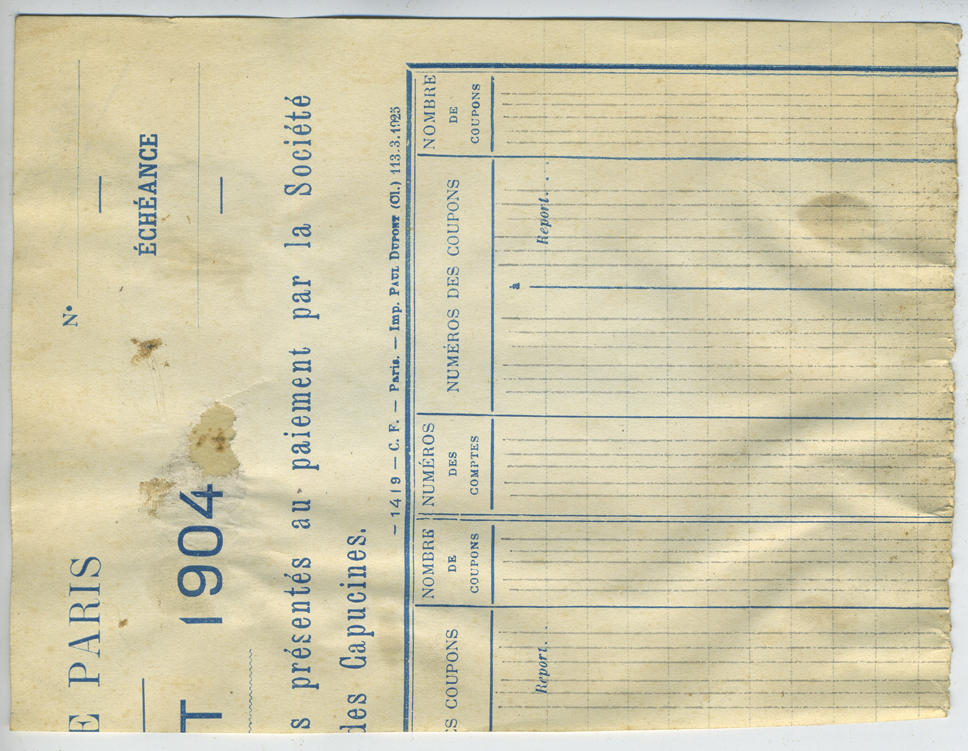 E PARIS
N°
ÉCHÉANCE
T 1904
s présentés au paiement par la Société
des Capucines.
— 1419 — C. F. — Paris. — Imp. PAUL DUPONT (Cl.) 113.3.1925
ES COUPONS
NOMBRE DE COUPONS
NUMÉROS DES COMPTES
NUMÉROS DES COUPONS
NOMBRE DE COUPONS
à
Report. . .
Report. . .